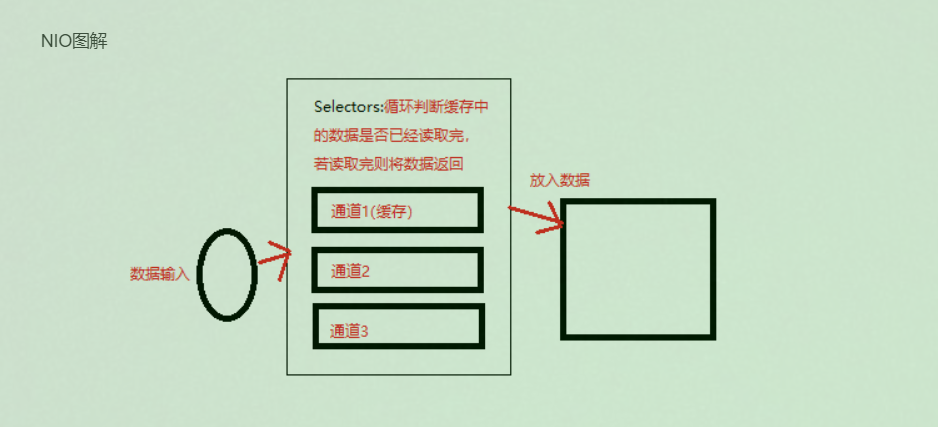 NIO图解
Selectors:循环判断缓存中
的数据是否已经读取完,
若读取完则将数据返回
放入数据
通道1(缓存)
数据输入
通道2
通道3